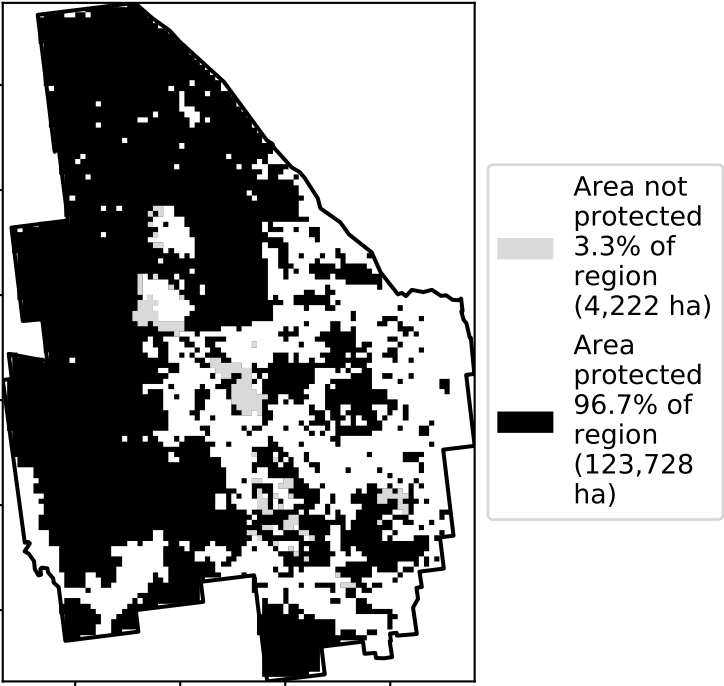 Area not
protected
3.3% of
region
(4,222 ha)
Area
protected
96.7% of
region
(123,728
ha)